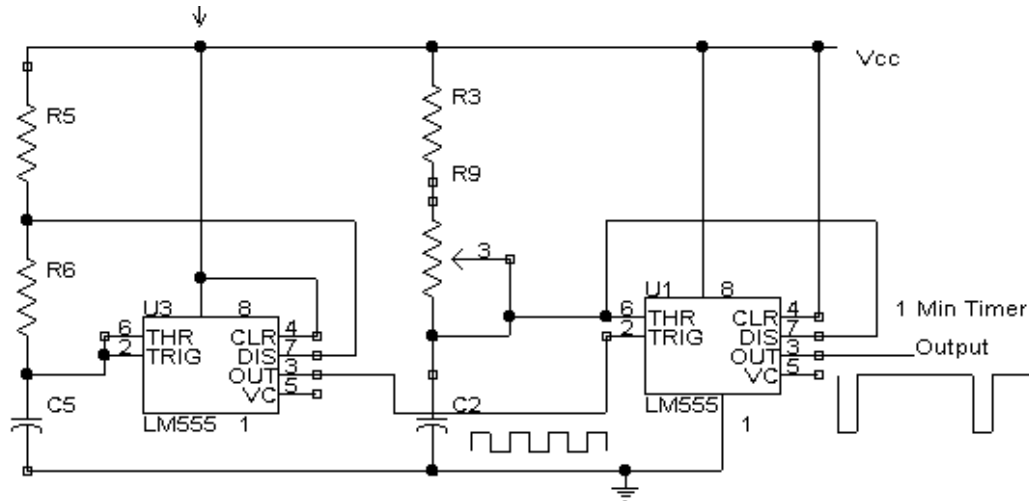 Vcc
R5
R3
R9
3
R6
U3 8
6 THR CLR 4
2 TRIG DIS 7
OUT 3
VC 5
LM555 1
C5
C2
U1 8
6 THR CLR 4
2 TRIG DIS 7
OUT 3
VC 5
LM555 1
1 Min Timer
Output